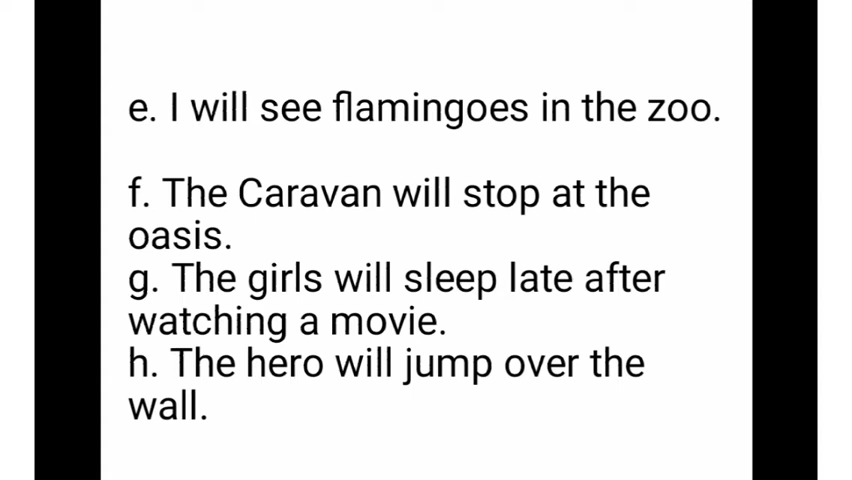 e. I will see flamingoes in the zoo.
f. The Caravan will stop at the
oasis.
g. The girls will sleep late after
watching a movie.
h. The hero will jump over the
wall.